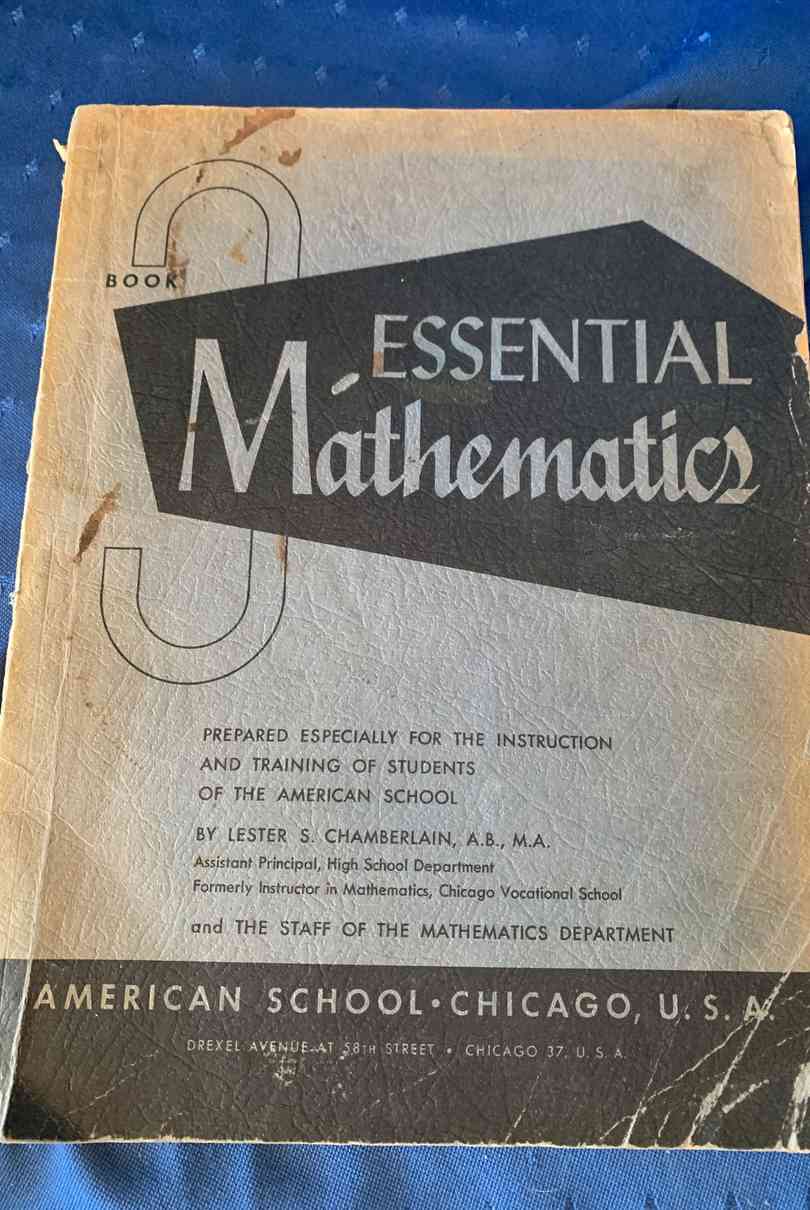 BOOK
ESSENTIAL
Mathematics
PREPARED ESPECIALLY FOR THE INSTRUCTION
AND TRAINING OF STUDENTS
OF THE AMERICAN SCHOOL
BY LESTER S. CHAMBERLAIN, A.B., M.A.
Assistant Principal, High School Department
Formerly Instructor in Mathematics, Chicago Vocational School
and THE STAFF OF THE MATHEMATICS DEPARTMENT
AMERICAN SCHOOL • CHICAGO, U. S. A.
DREXEL AVENUE AT 58TH STREET • CHICAGO 37, U. S. A.